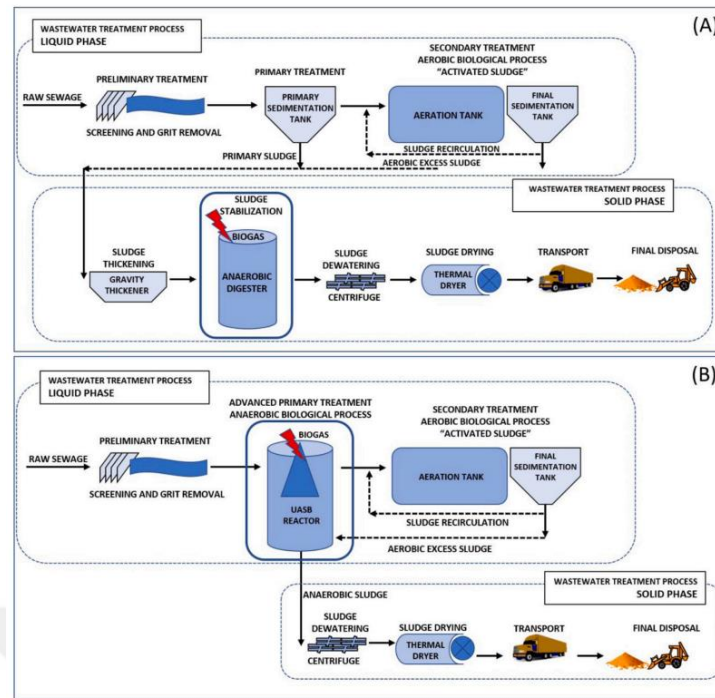 (A)
WASTEWATER TREATMENT PROCESS
LIQUID PHASE
SECONDARY TREATMENT
AEROBIC BIOLOGICAL PROCESS
"ACTIVATED SLUDGE"
PRELIMINARY TREATMENT
PRIMARY TREATMENT
RAW SEWAGE
PRIMARY
SEDIMENTATION
TANK
AERATION TANK
FINAL
SEDIMENTATION
TANK
SCREENING AND GRIT REMOVAL
SLUDGE RECIRCULATION
PRIMARY SLUDGE
AEROBIC EXCESS SLUDGE
WASTEWATER TREATMENT PROCESS
SOLID PHASE
SLUDGE
STABILIZATION
BIOGAS
SLUDGE
THICKENING
GRAVITY
THICKENER
ANAEROBIC
DIGESTER
SLUDGE
DEWATERING
CENTRIFUGE
SLUDGE DRYING
THERMAL
DRYER
TRANSPORT
FINAL DISPOSAL
(B)
WASTEWATER TREATMENT PROCESS
LIQUID PHASE
ADVANCED PRIMARY TREATMENT
ANAEROBIC BIOLOGICAL PROCESS
SECONDARY TREATMENT
AEROBIC BIOLOGICAL PROCESS
"ACTIVATED SLUDGE"
PRELIMINARY TREATMENT
BIOGAS
RAW SEWAGE
UASB
REACTOR
AERATION TANK
FINAL
SEDIMENTATION
TANK
SCREENING AND GRIT REMOVAL
SLUDGE RECIRCULATION
AEROBIC EXCESS SLUDGE
WASTEWATER TREATMENT PROCESS
SOLID PHASE
ANAEROBIC SLUDGE
SLUDGE
DEWATERING
CENTRIFUGE
SLUDGE DRYING
THERMAL
DRYER
TRANSPORT
FINAL DISPOSAL